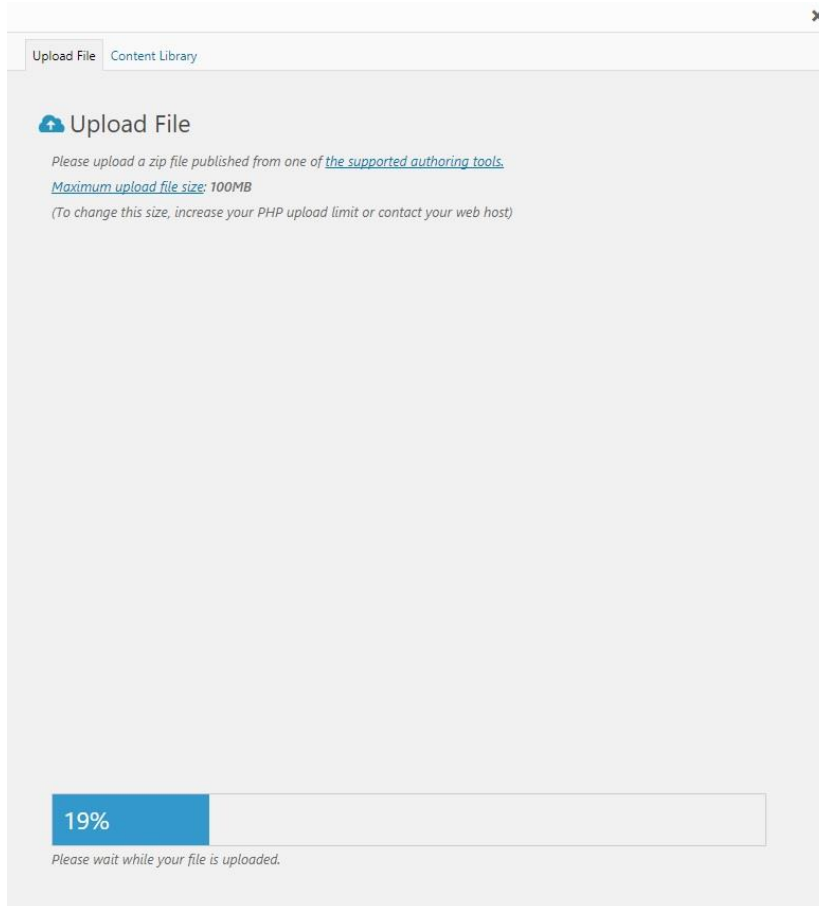 Upload File Content Library
Upload File
Please upload a zip file published from one of the supported authoring tools.
Maximum upload file size: 100MB
(To change this size, increase your PHP upload limit or contact your web host)
19%
Please wait while your file is uploaded.